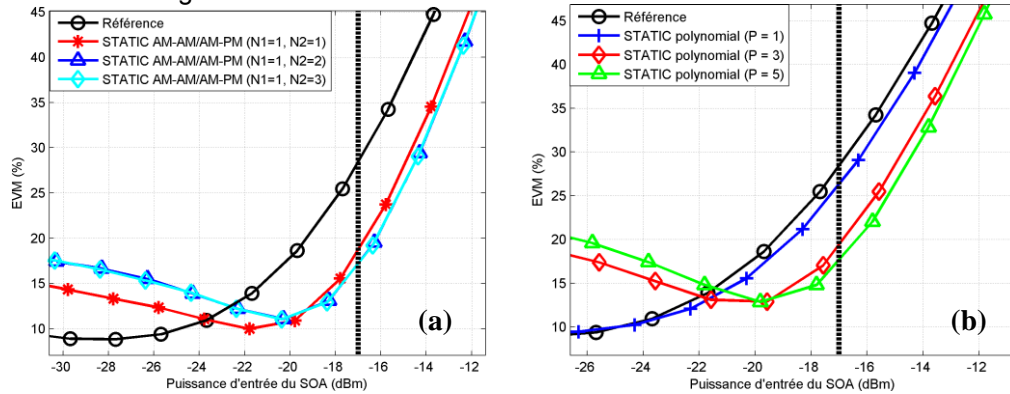 Référence
STATIC AM-AM/AM-PM (N1=1, N2=1)
STATIC AM-AM/AM-PM (N1=1, N2=2)
STATIC AM-AM/AM-PM (N1=1, N2=3)
EVM (%)
45
40
35
30
25
20
15
10
(a)
-30 -28 -26 -24 -22 -20 -18 -16 -14 -12
Puissance d'entrée du SOA (dBm)
Référence
STATIC polynomial (P = 1)
STATIC polynomial (P = 3)
STATIC polynomial (P = 5)
EVM (%)
45
40
35
30
25
20
15
10
(b)
-26 -24 -22 -20 -18 -16 -14 -12
Puissance d'entrée du SOA (dBm)